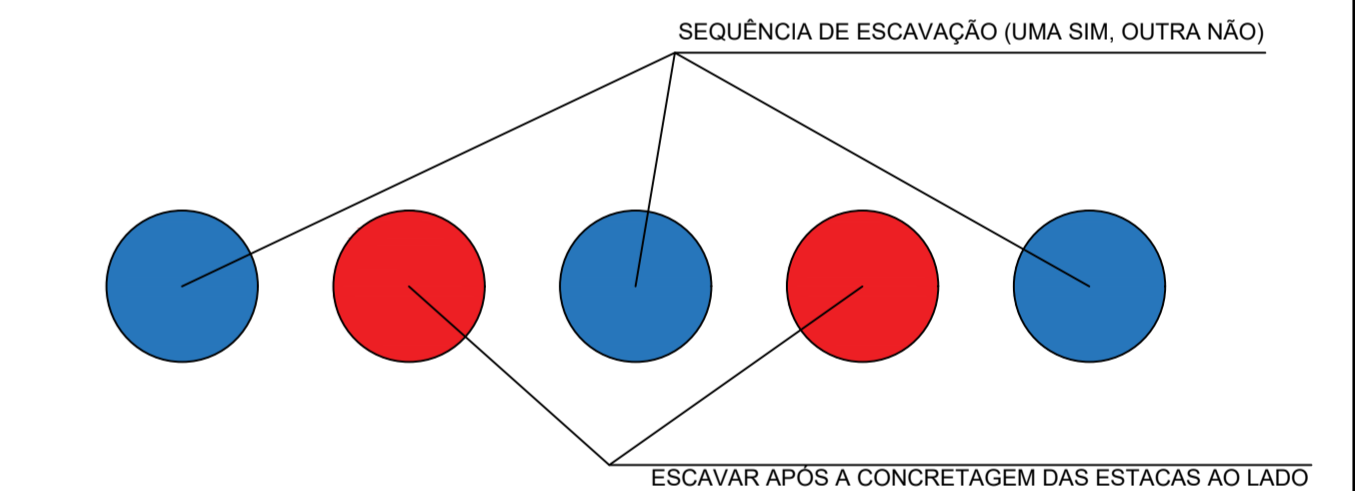 SEQUÊNCIA DE ESCAVAÇÃO (UMA SIM, OUTRA NÃO)
ESCAVAR APÓS A CONCRETAGEM DAS ESTACAS AO LADO